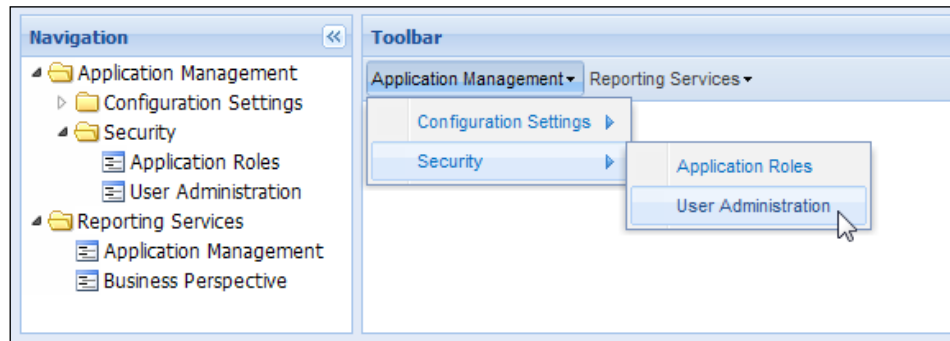 Navigation
Application Management
Configuration Settings
Security
Application Roles
User Administration
Reporting Services
Application Management
Business Perspective
Toolbar
Application Management Reporting Services
Configuration Settings
Security
Application Roles
User Administration